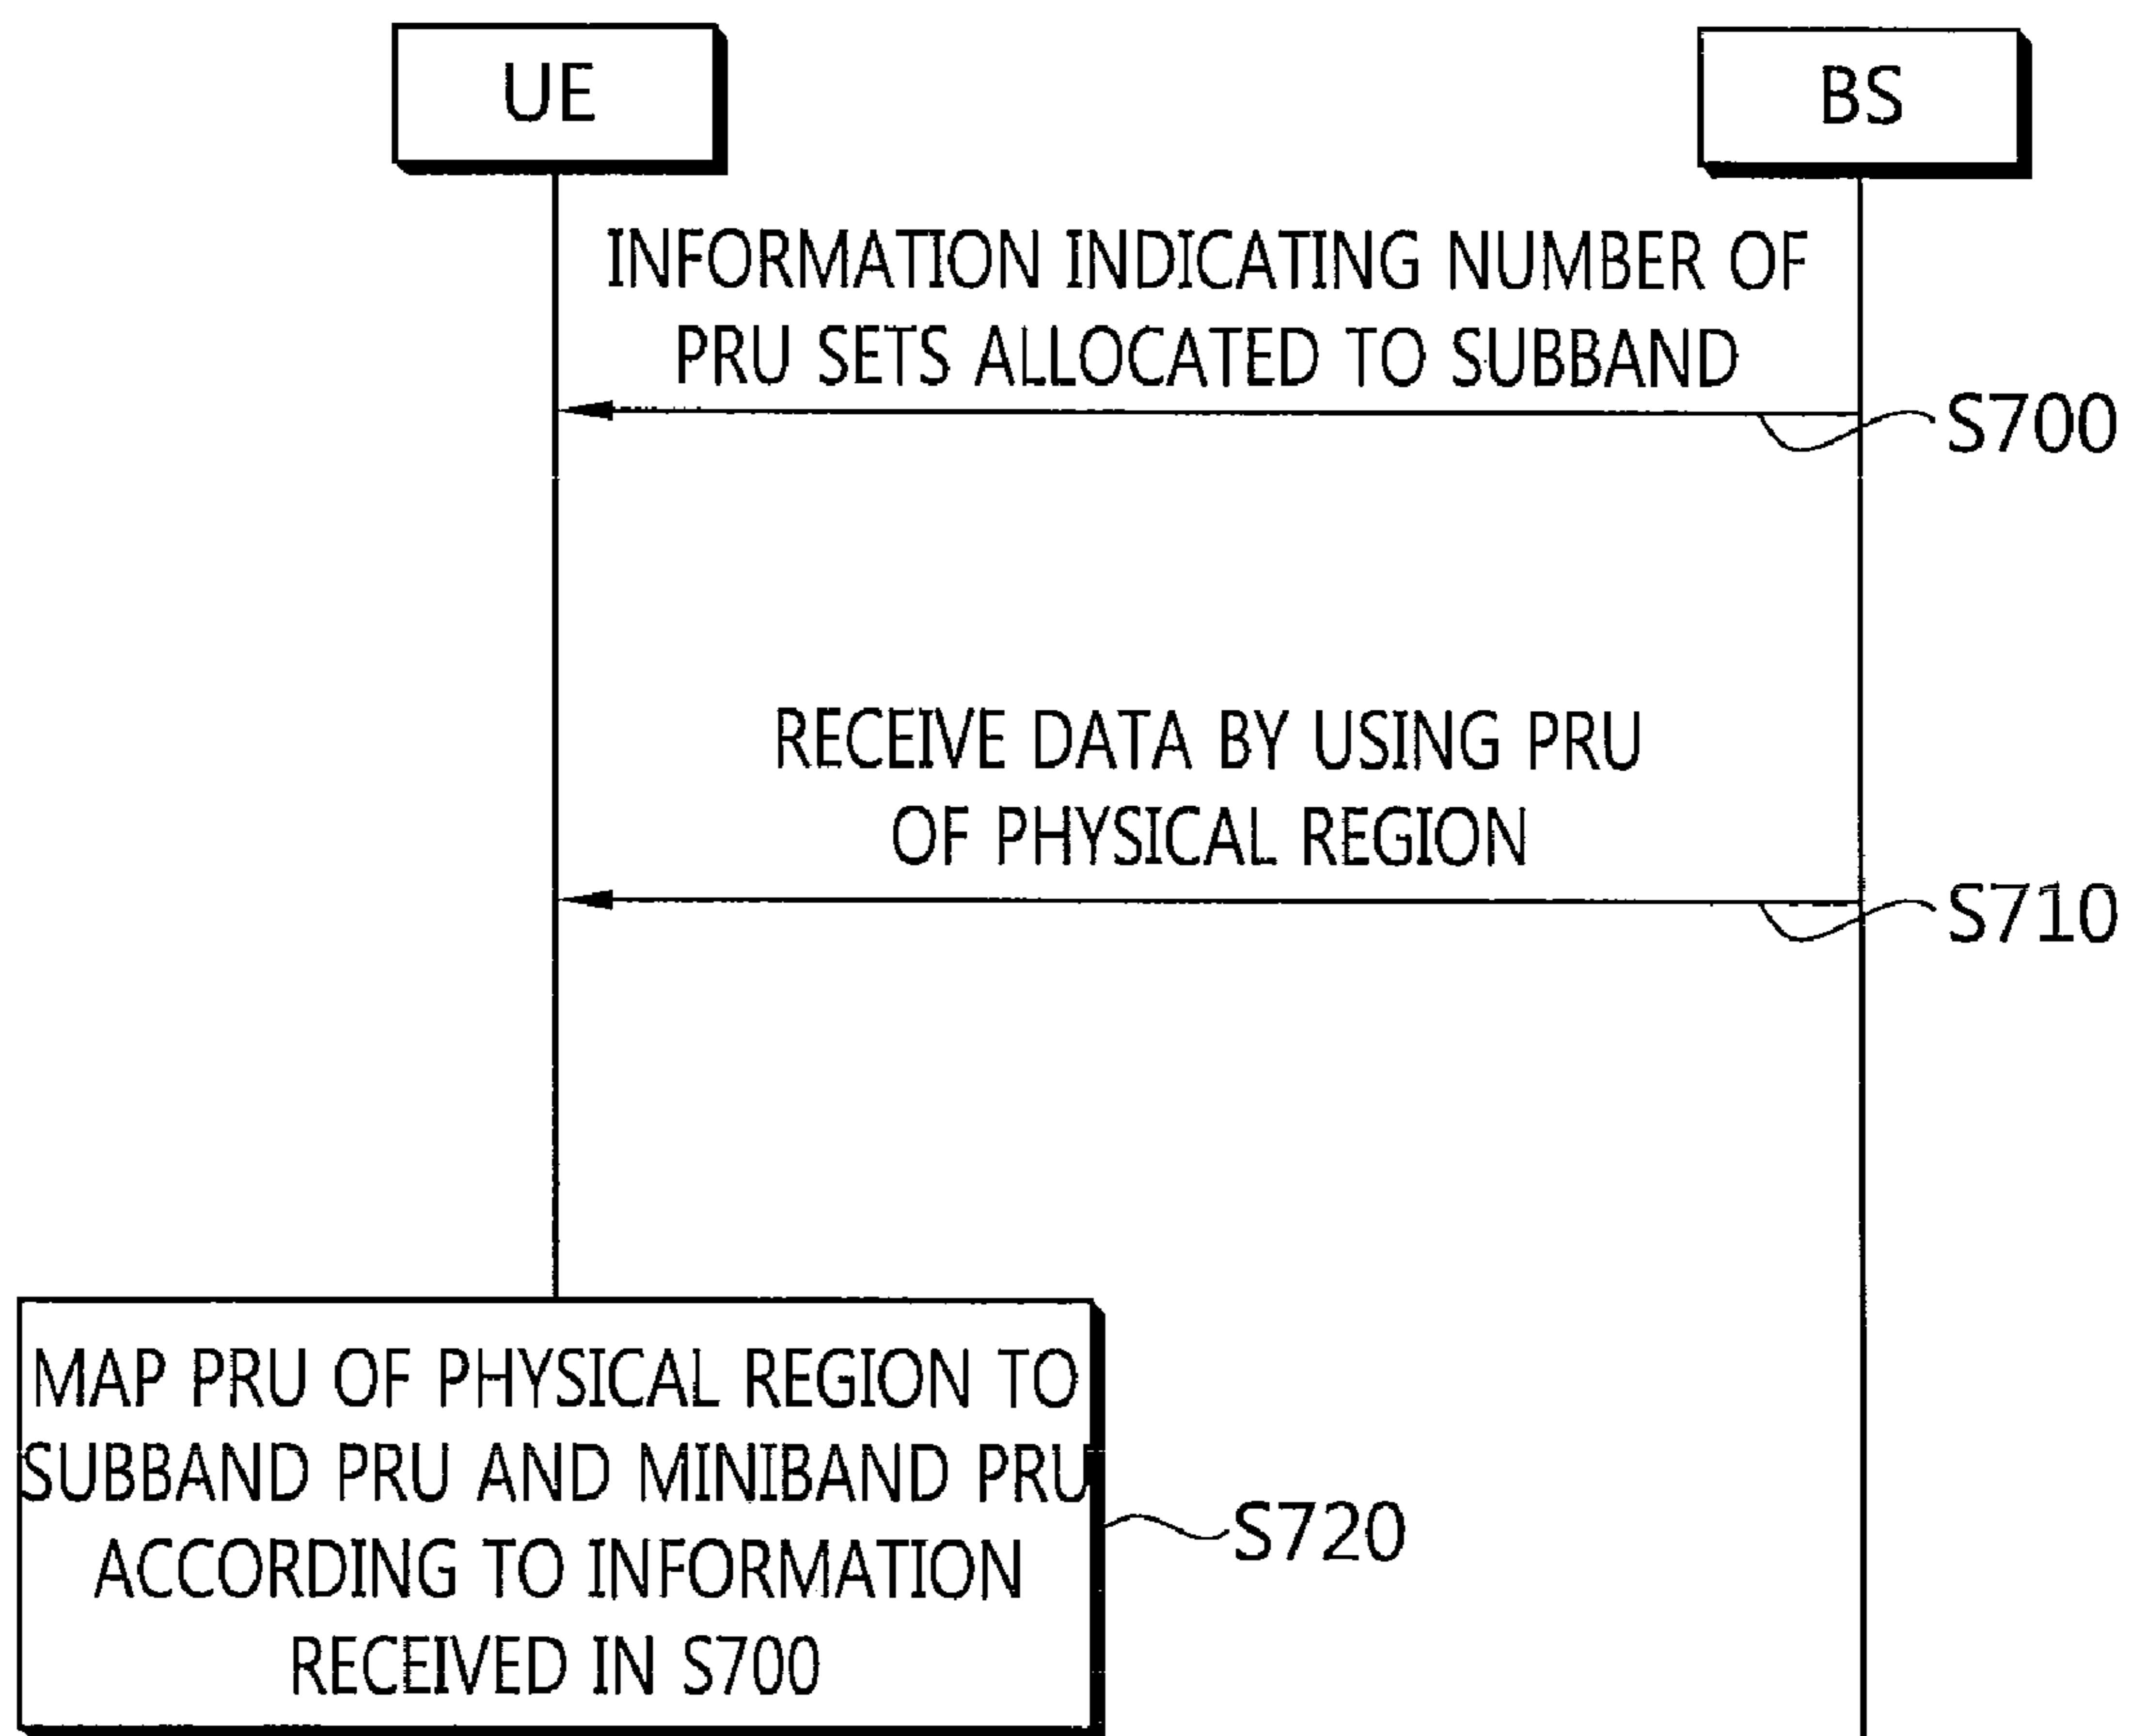 UE
BS
INFORMATION INDICATING NUMBER OF
PRU SETS ALLOCATED TO SUBBAND
S700
RECEIVE DATA BY USING PRU
OF PHYSICAL REGION
S710
MAP PRU OF PHYSICAL REGION TO
SUBBAND PRU AND MINIBAND PRU
ACCORDING TO INFORMATION
RECEIVED IN S700
S720